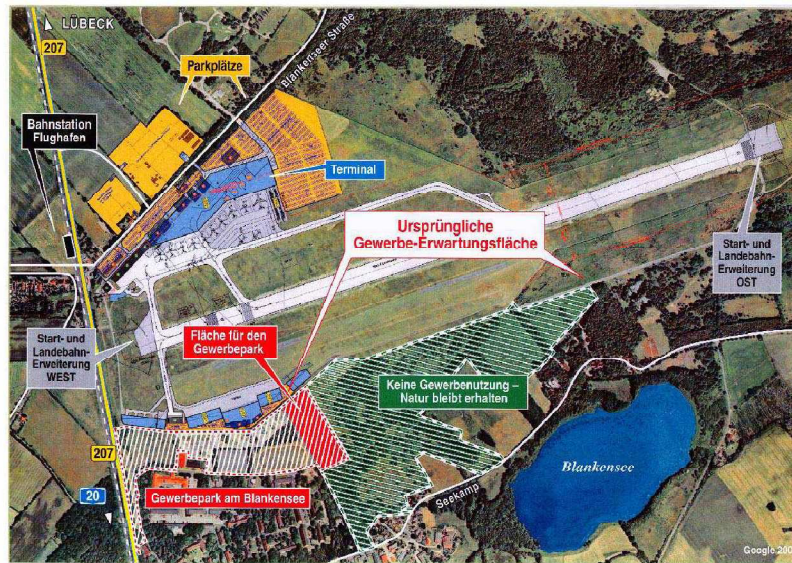 LÜBECK
207
Parkplätze
Blankenseer Straße
Bahnstation
Flughafen
Terminal
Ursprüngliche
Gewerbe-Erwartungsfläche
Start- und
Landebahn-
Erweiterung
OST
Start- und
Landebahn-
Erweiterung
WEST
Fläche für den
Gewerbepark
Keine Gewerbenutzung –
Natur bleibt erhalten
207
20
Gewerbepark am Blankensee
Seekamp
Blankensee